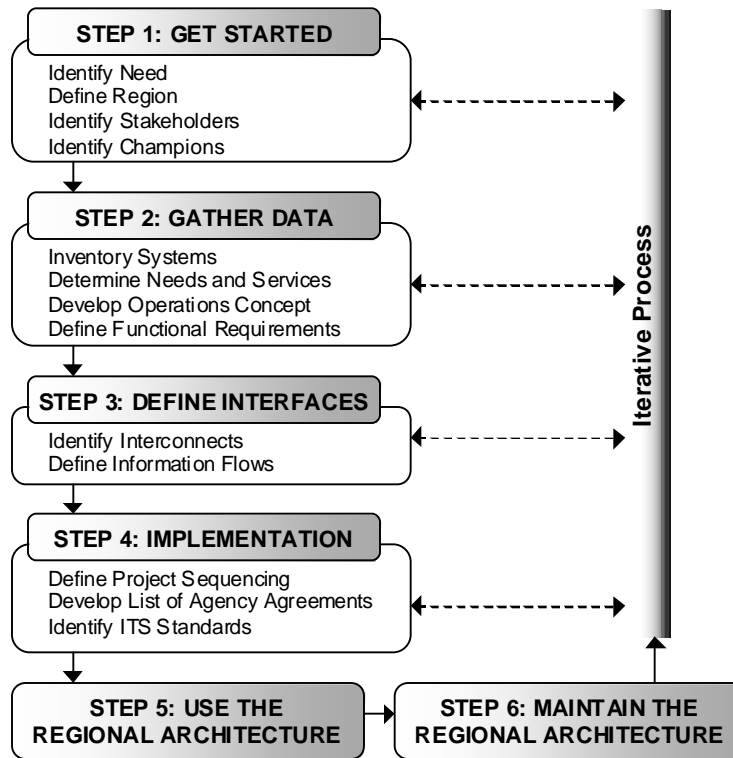 STEP 1: GET STARTED
Identify Need
Define Region
Identify Stakeholders
Identify Champions
STEP 2: GATHER DATA
Inventory Systems
Determine Needs and Services
Develop Operations Concept
Define Functional Requirements
STEP 3: DEFINE INTERFACES
Identify Interconnects
Define Information Flows
STEP 4: IMPLEMENTATION
Define Project Sequencing
Develop List of Agency Agreements
Identify ITS Standards
STEP 5: USE THE
REGIONAL ARCHITECTURE
STEP 6: MAINTAIN THE
REGIONAL ARCHITECTURE
Iterative Process